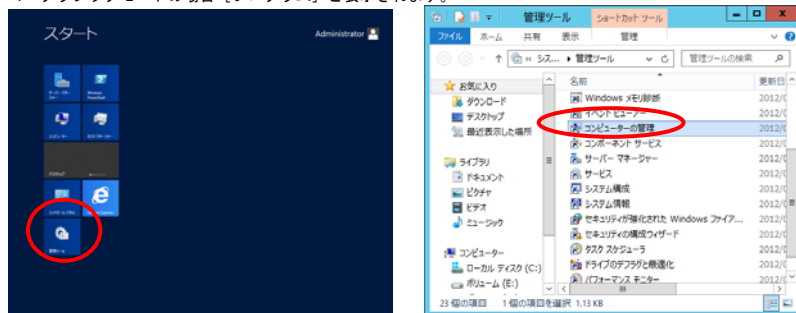 スタート
Administrator
管理ツール
ショートカット ツール
ファイル ホーム 共有 表示 管理
« シス... ▸ 管理ツール
管理ツールの検索
お気に入り
ダウンロード
デスクトップ
最近表示した場所
ライブラリ
ドキュメント
ピクチャ
ビデオ
ミュージック
コンピューター
ローカル ディスク (C:)
ボリューム (E:)
名前
更新日
Windows メモリ診断
イベント ビューアー
コンピューターの管理
コンポーネント サービス
サーバー マネージャー
サービス
システム構成
システム情報
セキュリティが強化された Windows ファイア...
セキュリティの構成ウィザード
タスク スケジューラ
ドライブのデフラグと最適化
パフォーマンス モニター
23 個の項目 1 個の項目を選択 1.13 KB